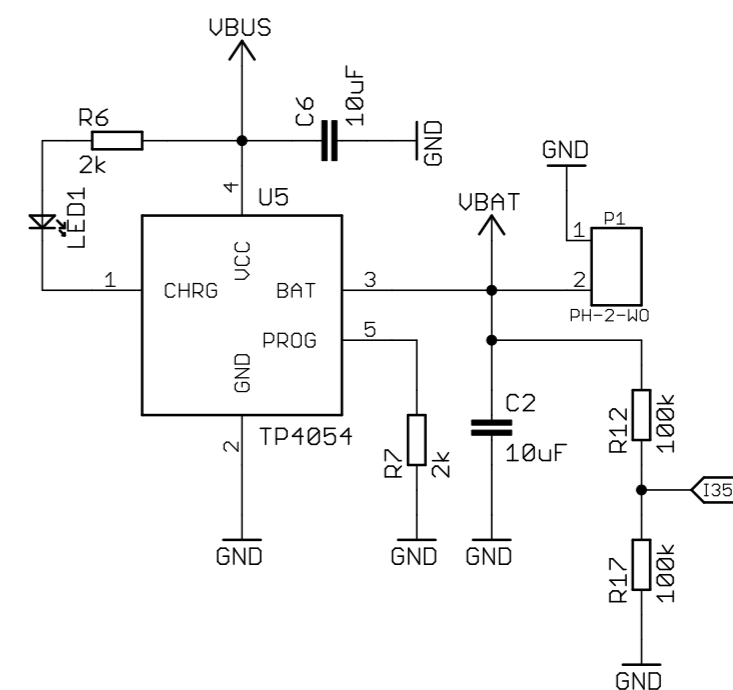 VBUS
C6
10uF
GND
R6
2k
LED1
4
U5
VCC
1
CHRG
BAT
3
PROG
5
GND
2
TP4054
GND
R7
2k
GND
VBAT
GND
P1
1
2
PH-2-WO
C2
10uF
GND
R12
100k
I35
R17
100k
GND